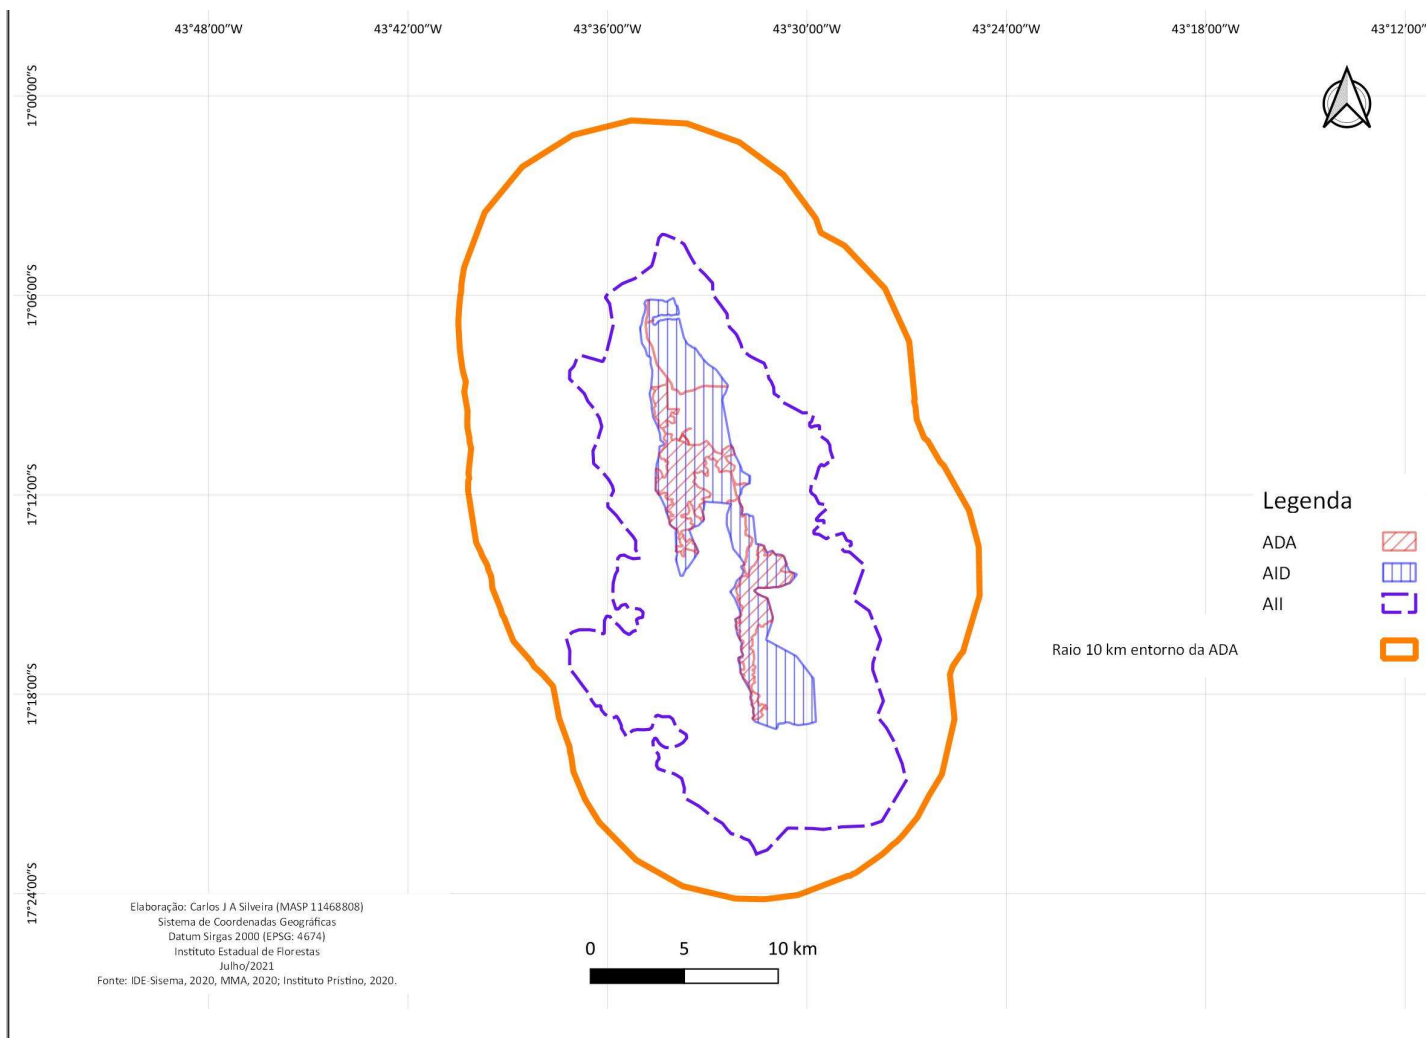 43°48'00"W 43°42'00"W 43°36'00"W 43°30'00"W 43°24'00"W 43°18'00"W 43°12'00"
17°00'00"S
17°06'00"S
17°12'00"S
17°18'00"S
17°24'00"S
Legenda
ADA
AID
AII
Raio 10 km entorno da ADA
Elaboração: Carlos J A Silveira (MASP 11468808)
Sistema de Coordenadas Geográficas
Datum Sirgas 2000 (EPSG: 4674)
Instituto Estadual de Florestas
Julho/2021
Fonte: IDE-Sisema, 2020, MMA, 2020; Instituto Prístino, 2020.
0 5 10 km